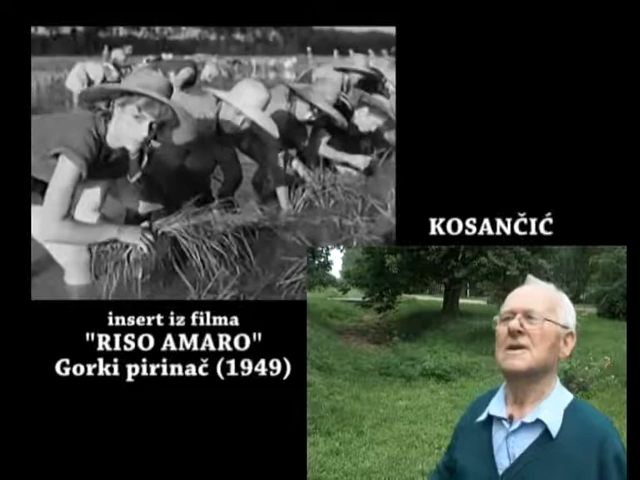 KOSANČIĆ
insert iz filma
"RISO AMARO"
Gorki pirinač (1949)